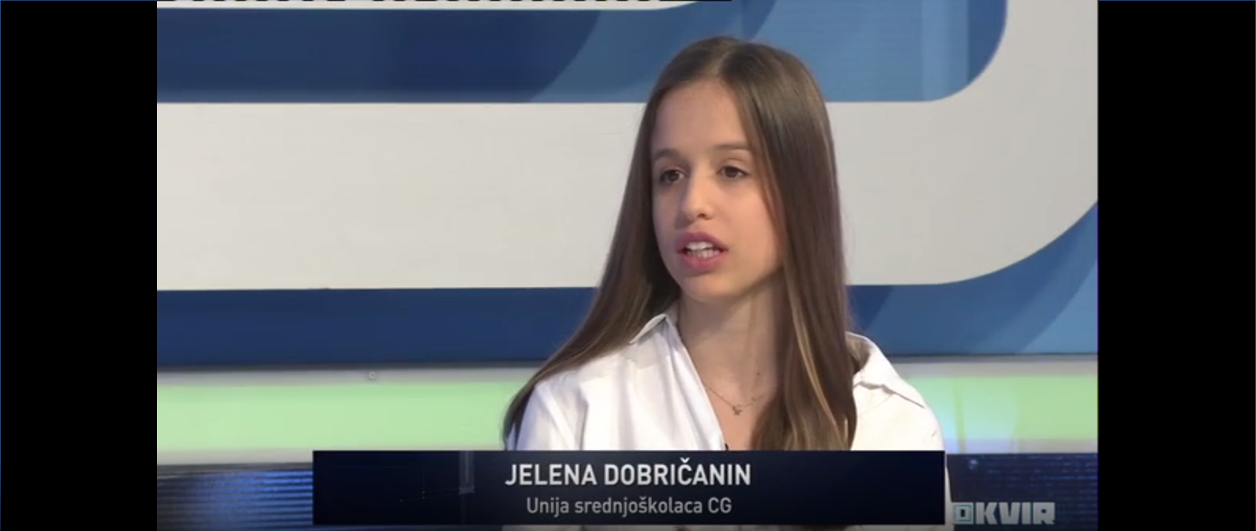 JELENA DOBRIČANIN
Unija srednjoškolaca CG
OKVIR